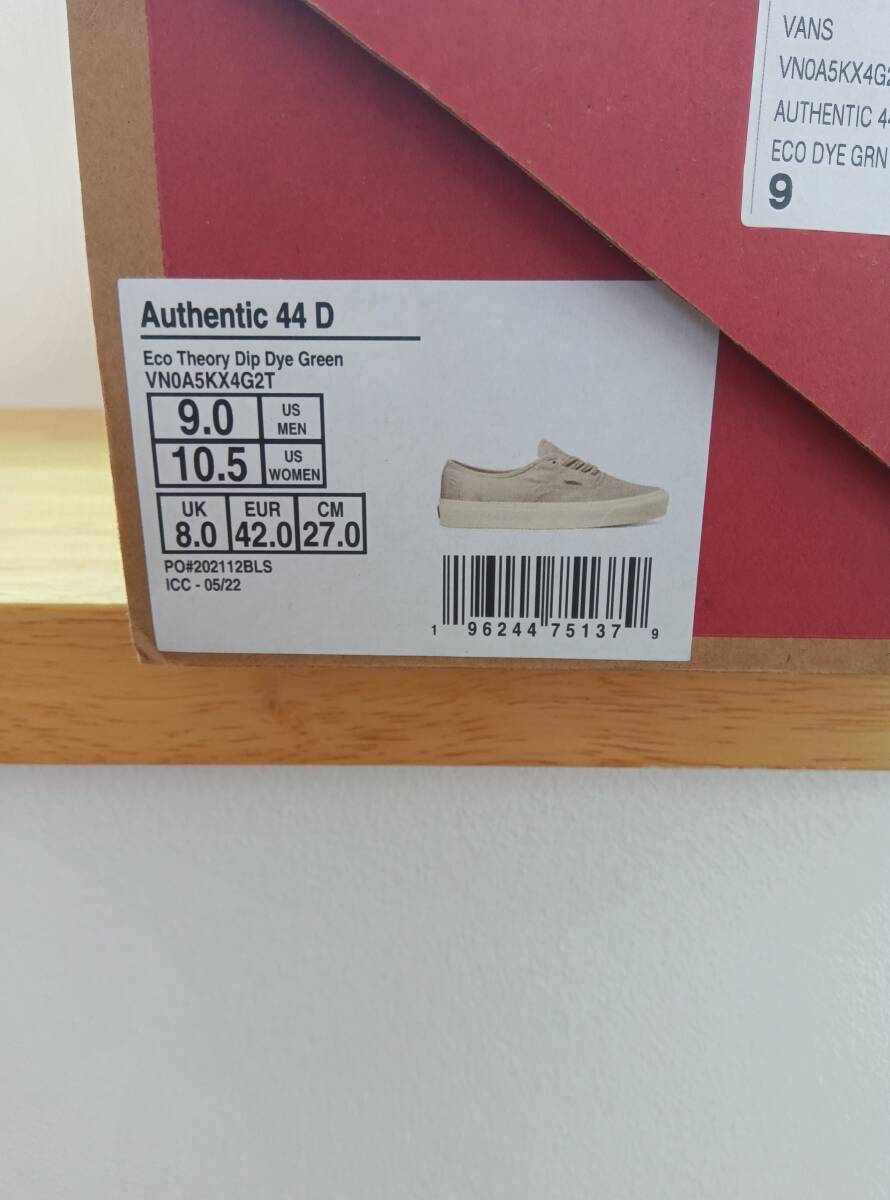 VANS
VN0A5KX4G2
AUTHENTIC 44
ECO DYE GRN
9
Authentic 44 D
Eco Theory Dip Dye Green
VN0A5KX4G2T
9.0 US MEN
10.5 US WOMEN
UK EUR CM
8.0 42.0 27.0
PO#202112BLS
ICC - 05/22
1 96244 75137 9